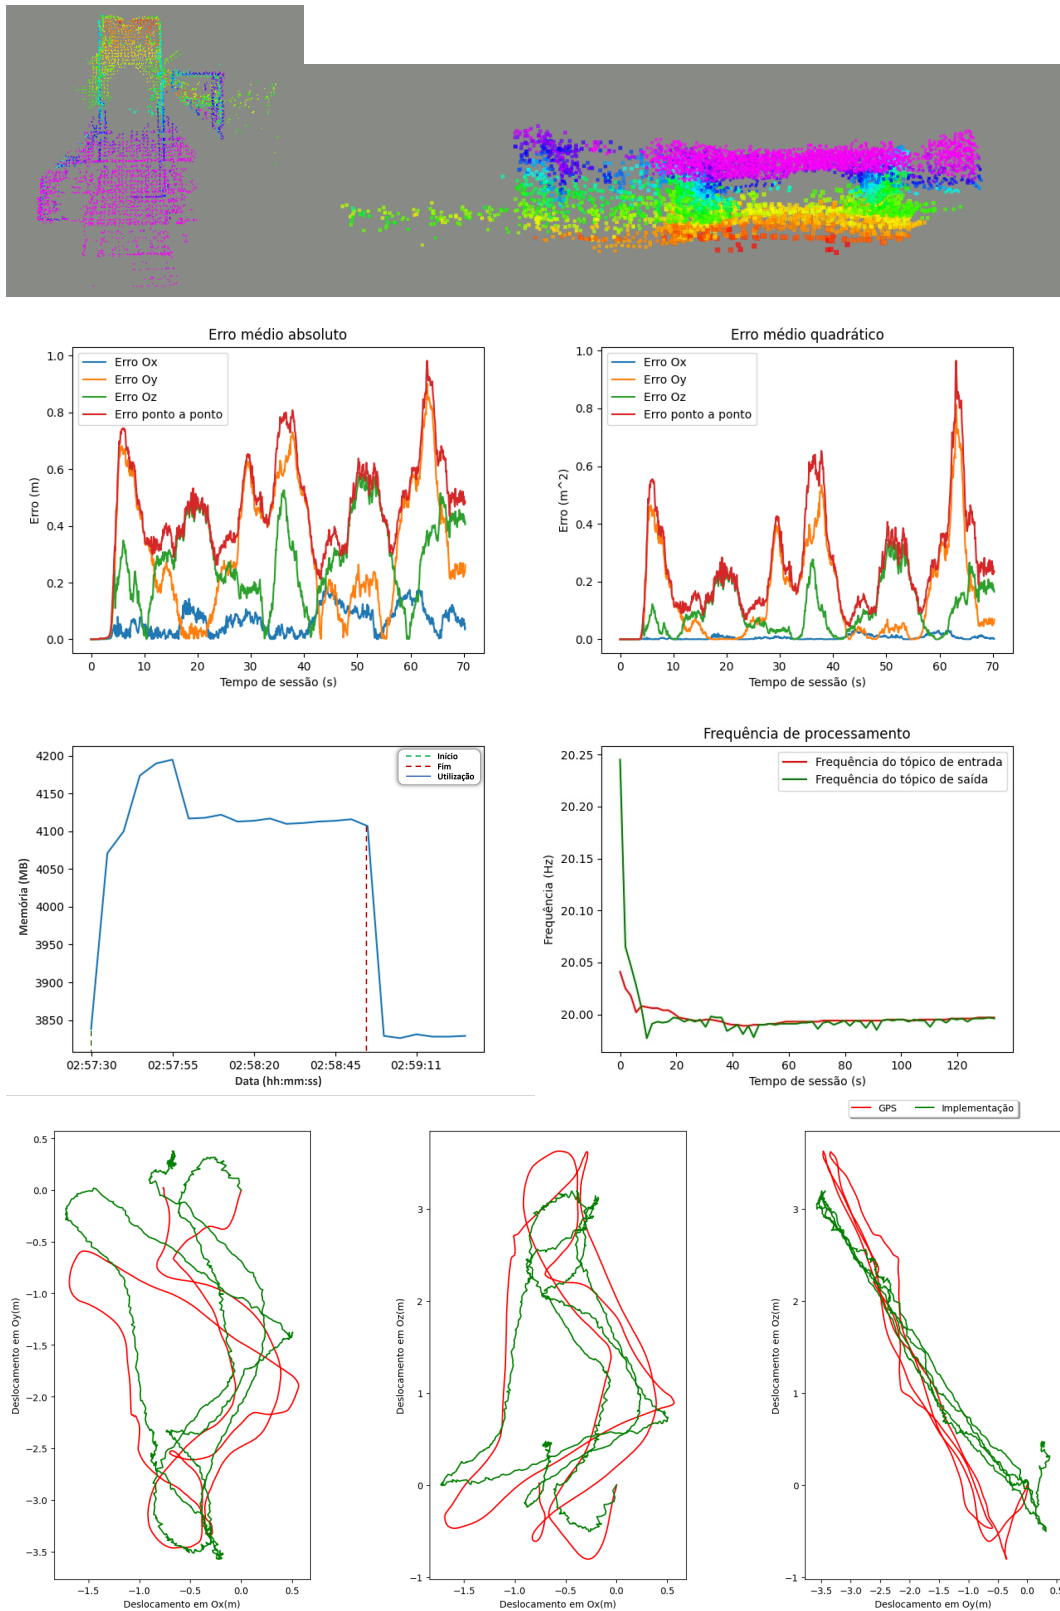 Erro médio absoluto
Erro (m)
1.0
0.8
0.6
0.4
0.2
0.0
Erro Ox
Erro Oy
Erro Oz
Erro ponto a ponto
0 10 20 30 40 50 60 70
Tempo de sessão (s)
Erro médio quadrático
Erro (m^2)
1.0
0.8
0.6
0.4
0.2
0.0
Erro Ox
Erro Oy
Erro Oz
Erro ponto a ponto
0 10 20 30 40 50 60 70
Tempo de sessão (s)
Memória (MB)
4200
4150
4100
4050
4000
3950
3900
3850
Início
Fim
Utilização
02:57:30 02:57:55 02:58:20 02:58:45 02:59:11
Data (hh:mm:ss)
Frequência de processamento
Frequência (Hz)
20.25
20.20
20.15
20.10
20.05
20.00
Frequência do tópico de entrada
Frequência do tópico de saída
0 20 40 60 80 100 120
Tempo de sessão (s)
GPS Implementação
Deslocamento em Oy(m)
0.5
0.0
−0.5
−1.0
−1.5
−2.0
−2.5
−3.0
−3.5
−1.5 −1.0 −0.5 0.0 0.5
Deslocamento em Ox(m)
Deslocamento em Oz(m)
3
2
1
0
−1
−1.5 −1.0 −0.5 0.0 0.5
Deslocamento em Ox(m)
Deslocamento em Oz(m)
3
2
1
0
−1
−3.5 −3.0 −2.5 −2.0 −1.5 −1.0 −0.5 0.0 0.5
Deslocamento em Oy(m)